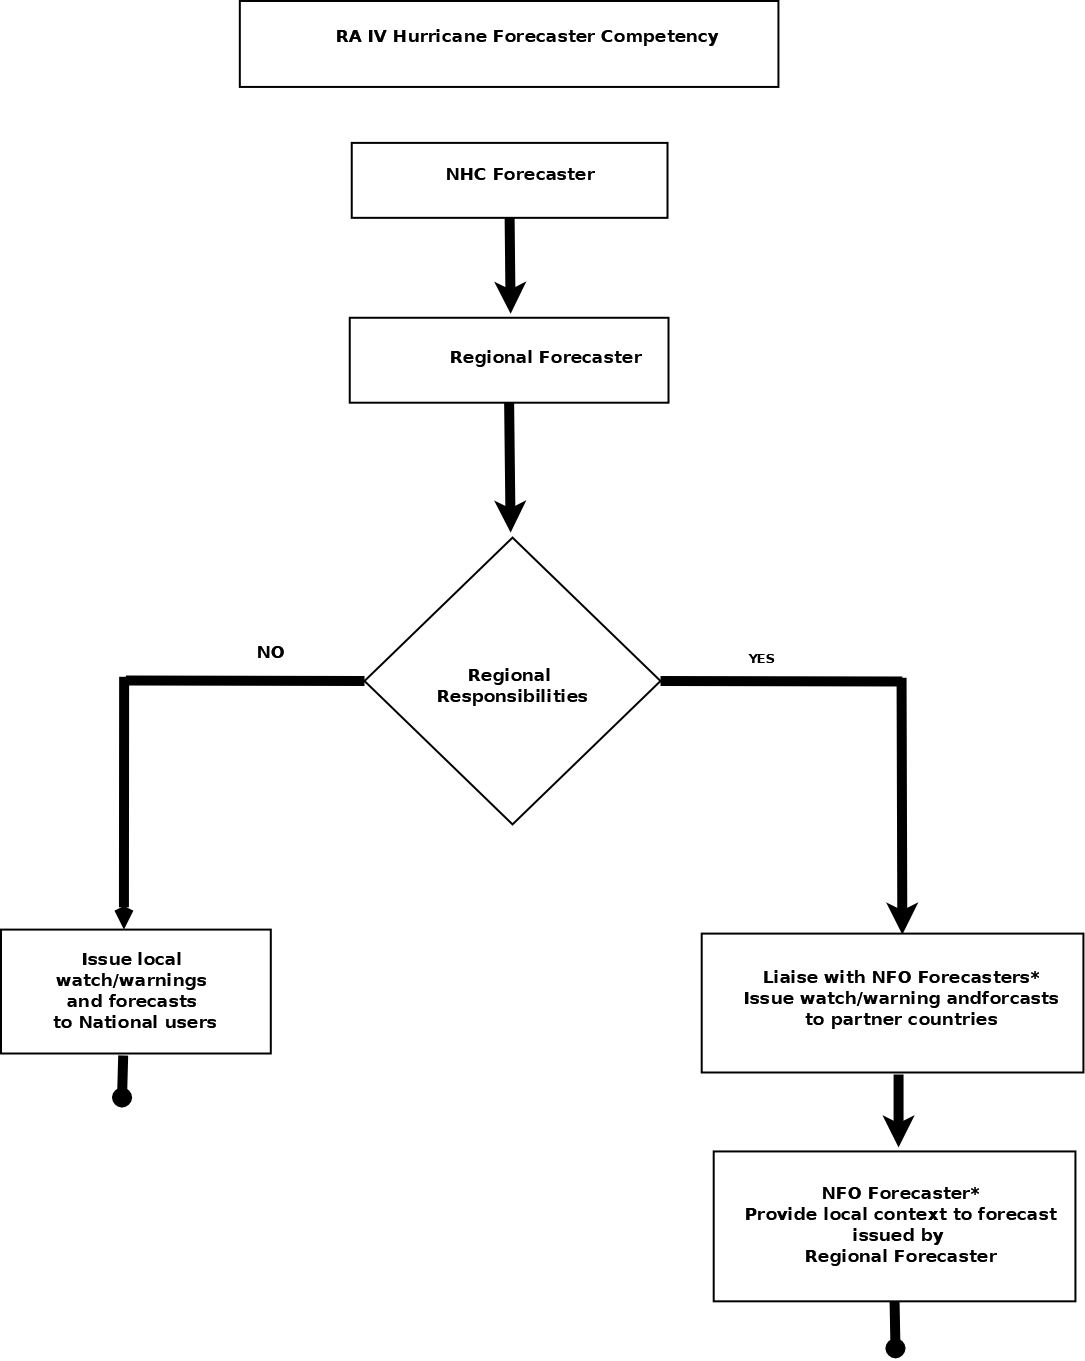 RA IV Hurricane Forecaster Competency
NHC Forecaster
Regional Forecaster
NO
YES
Regional
Responsibilities
Issue local
watch/warnings
and forecasts
to National users
Liaise with NFO Forecasters*
Issue watch/warning andforcasts
to partner countries
NFO Forecaster*
Provide local context to forecast
issued by
Regional Forecaster